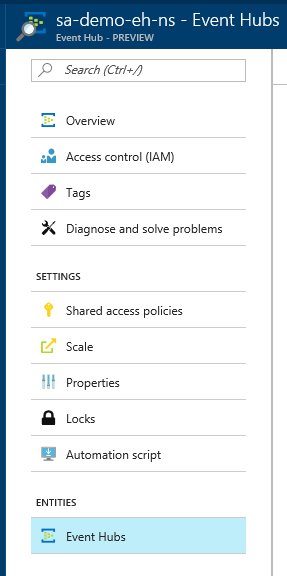 sa-demo-eh-ns - Event Hubs
Event Hub - PREVIEW
Search (Ctrl+/)
Overview
Access control (IAM)
Tags
Diagnose and solve problems
SETTINGS
Shared access policies
Scale
Properties
Locks
Automation script
ENTITIES
Event Hubs